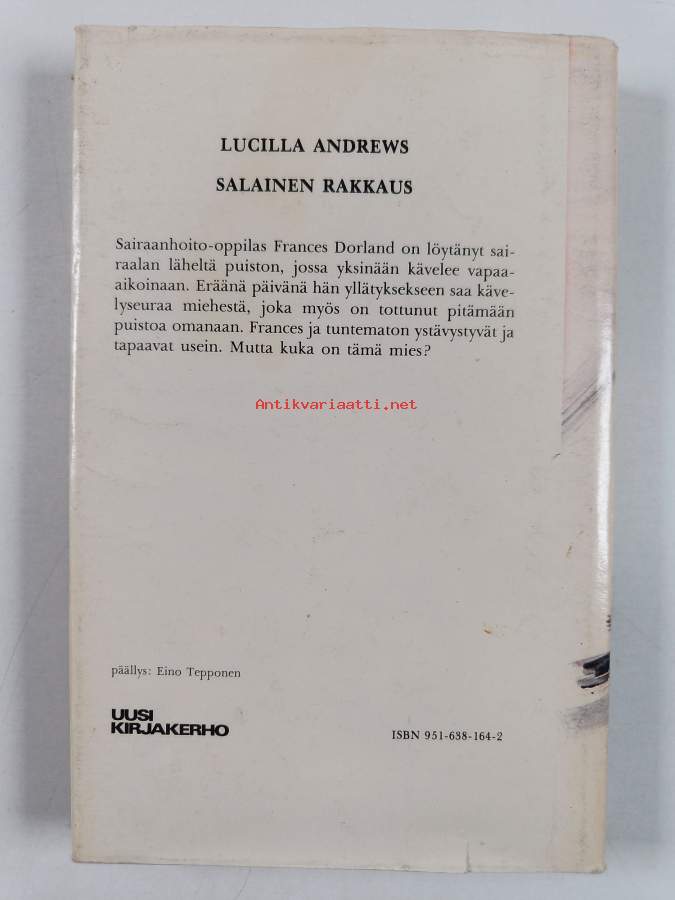 LUCILLA ANDREWS
SALAINEN RAKKAUS
Sairaanhoito-oppilas Frances Dorland on löytänyt sai-
raalan läheltä puiston, jossa yksinään kävelee vapaa-
aikoinaan. Eräänä päivänä hän yllätyksekseen saa käve-
lyseuraa miehestä, joka myös on tottunut pitämään
puistoa omanaan. Frances ja tuntematon ystävystyvät ja
tapaavat usein. Mutta kuka on tämä mies?
Antikvariaatti.net
päällys: Eino Tepponen
UUSI
KIRJAKERHO
ISBN 951-638-164-2